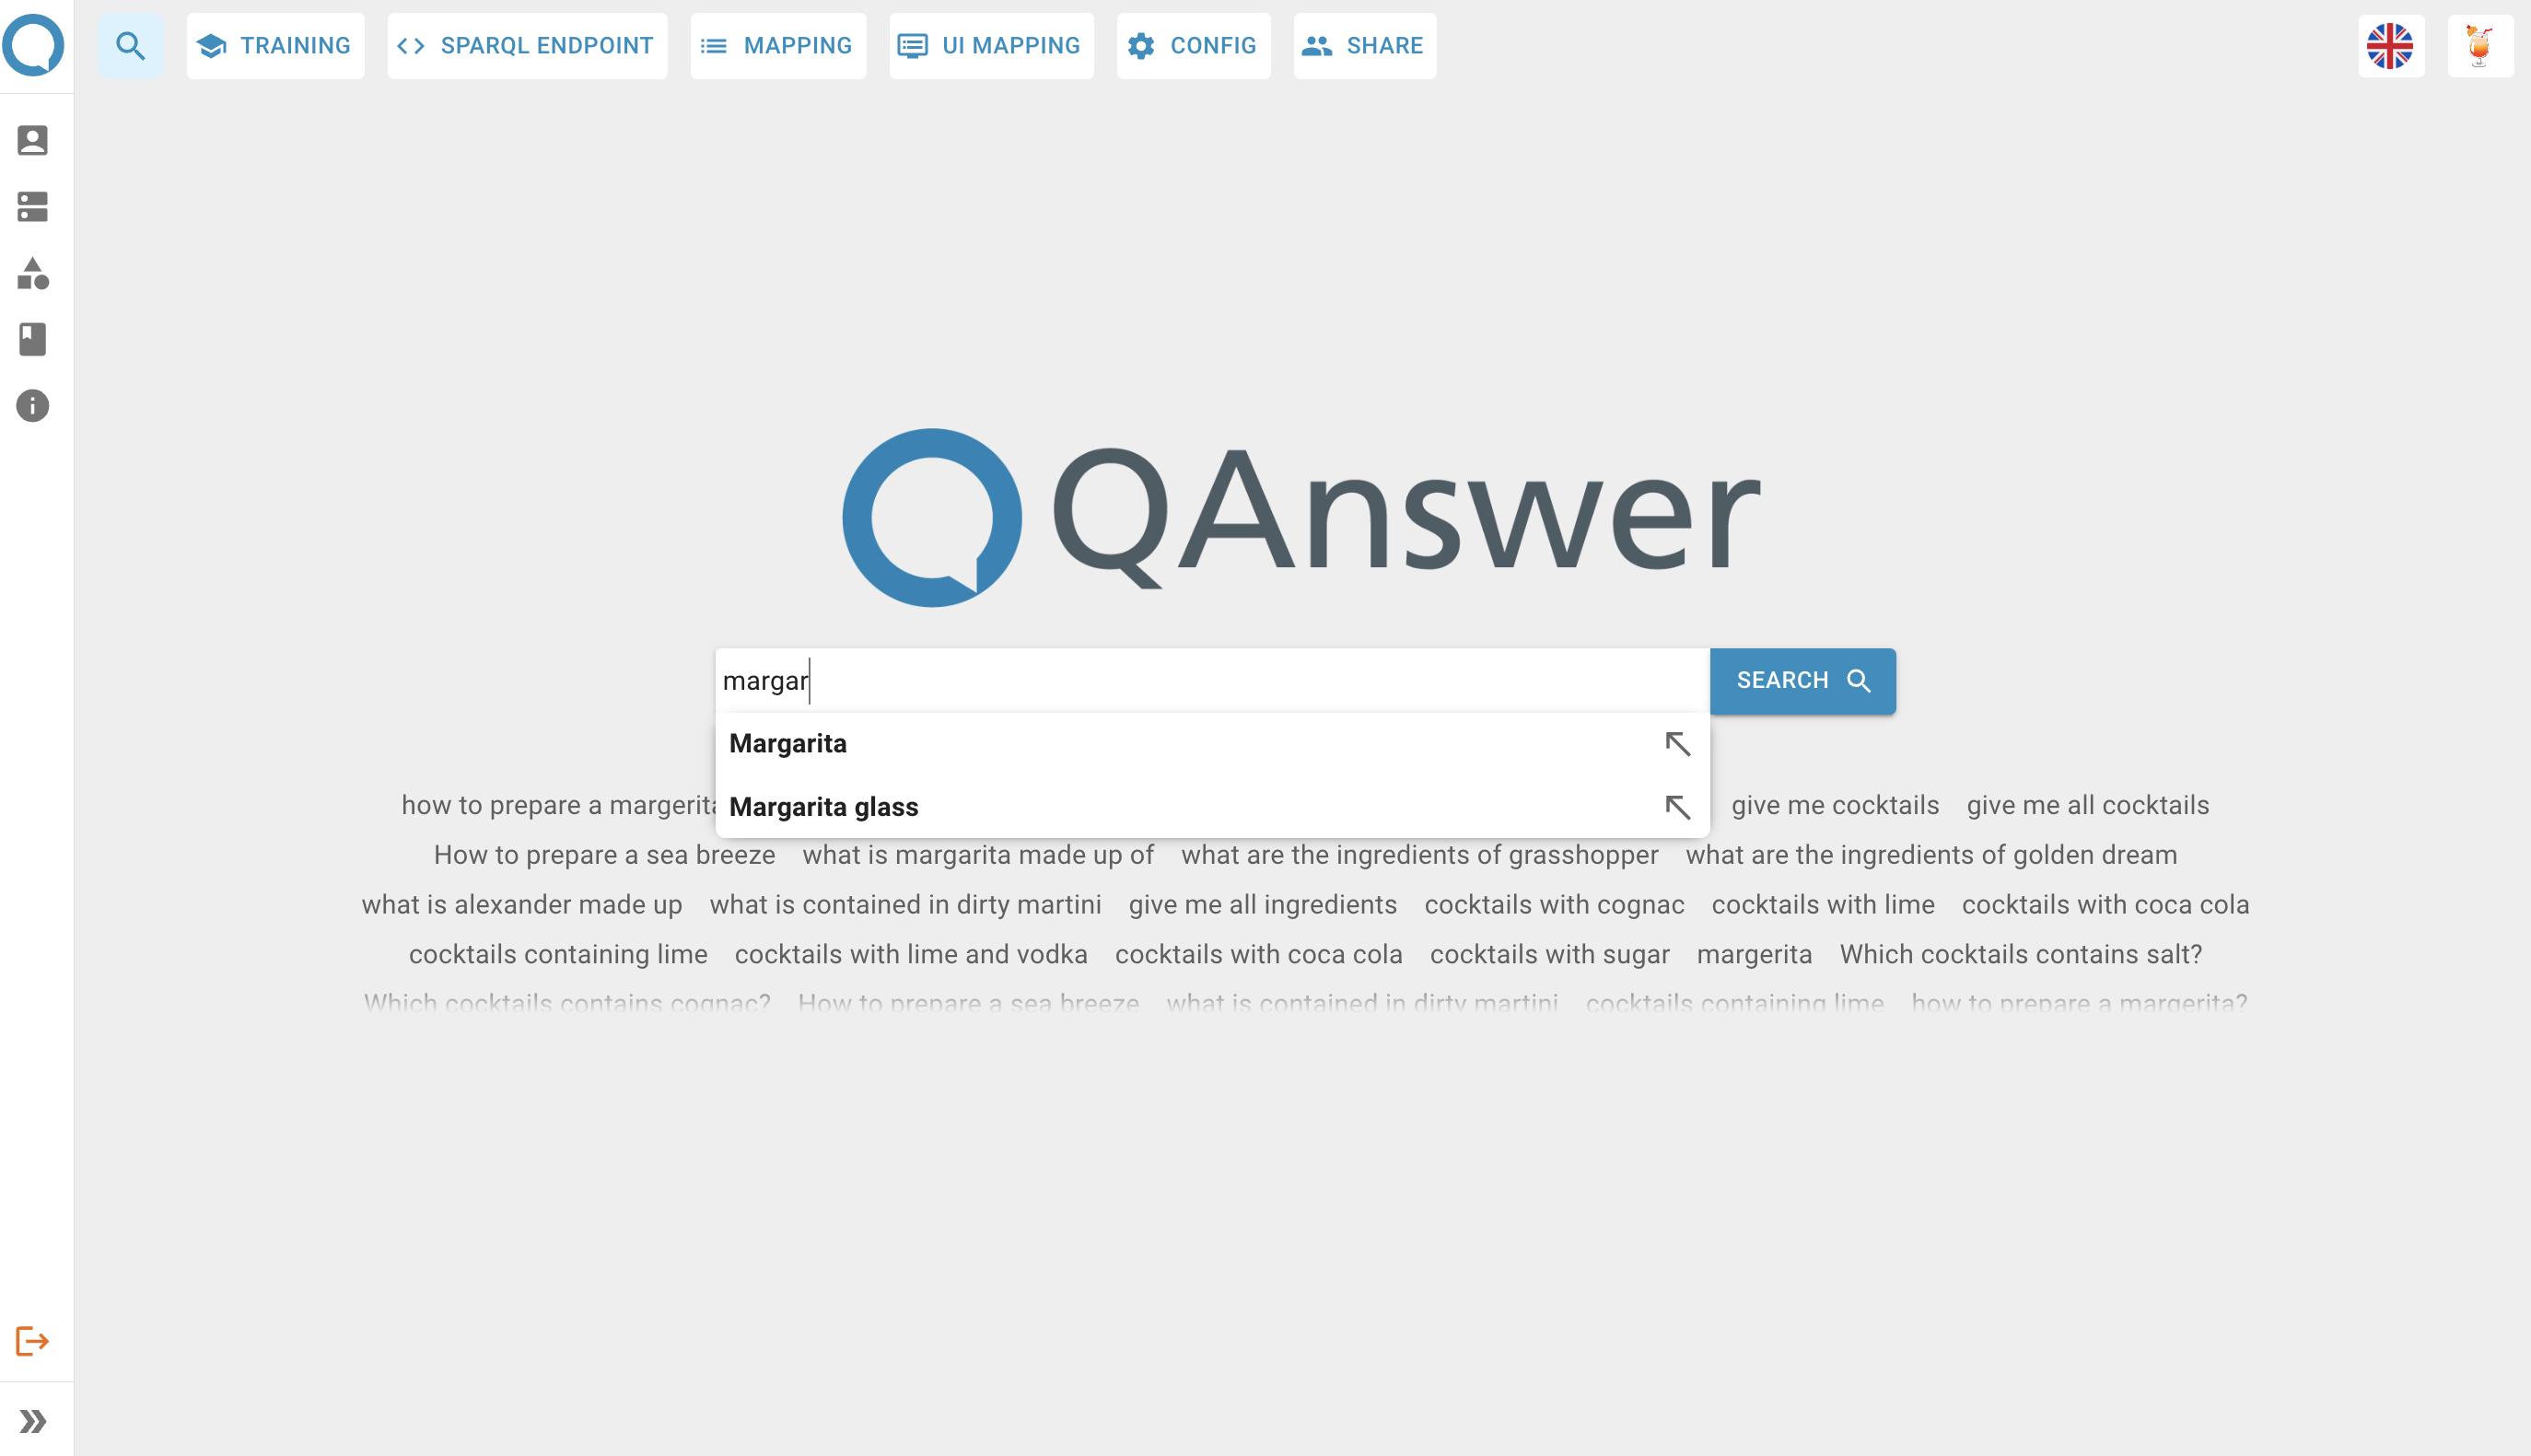 TRAINING SPARQL ENDPOINT MAPPING UI MAPPING CONFIG SHARE
QAnswer
margar SEARCH
Margarita
Margarita glass
how to prepare a margerita give me cocktails give me all cocktails
How to prepare a sea breeze what is margarita made up of what are the ingredients of grasshopper what are the ingredients of golden dream
what is alexander made up what is contained in dirty martini give me all ingredients cocktails with cognac cocktails with lime cocktails with coca cola
cocktails containing lime cocktails with lime and vodka cocktails with coca cola cocktails with sugar margerita Which cocktails contains salt?
Which cocktails contains cognac? How to prepare a sea breeze what is contained in dirty martini cocktails containing lime how to prepare a margerita?